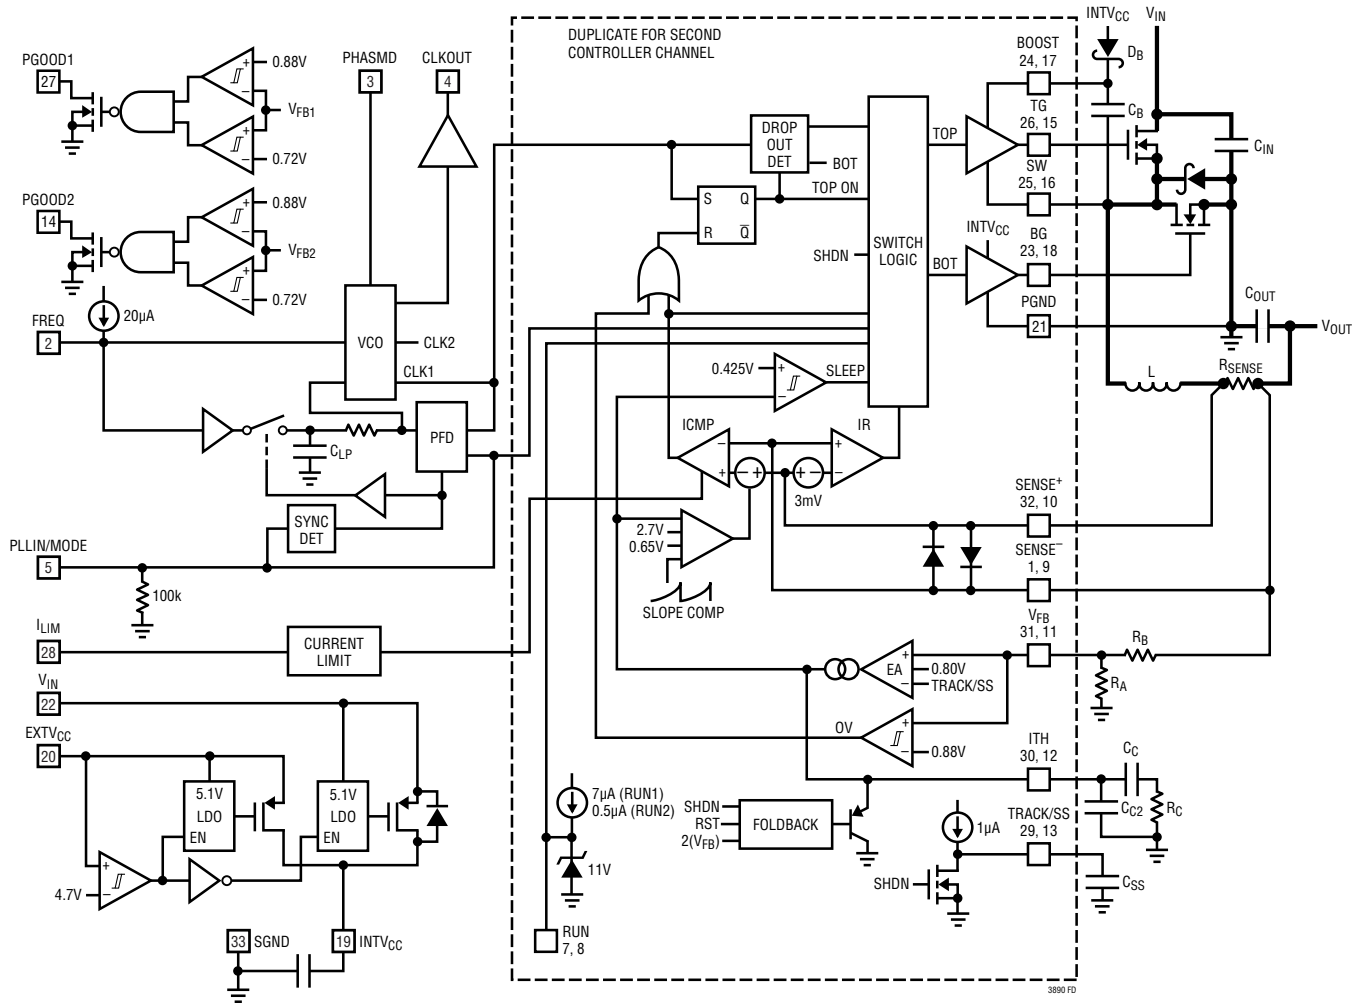 DUPLICATE FOR SECOND
CONTROLLER CHANNEL
PGOOD1
27
0.88V
VFB1
0.72V
PGOOD2
14
0.88V
VFB2
0.72V
PHASMD
3
CLKOUT
4
FREQ
2
20µA
VCO
CLK2
CLK1
CLP
PFD
SYNC
DET
PLLIN/MODE
5
100k
ILIM
28
CURRENT
LIMIT
VIN
22
EXTVCC
20
5.1V
LDO
EN
5.1V
LDO
EN
+
−
4.7V
33
SGND
19
INTVCC
DROP
OUT
DET
BOT
TOP ON
S
Q
R
Q̅
SHDN
SWITCH
LOGIC
TOP
BOT
INTVCC
0.425V
+
−
SLEEP
ICMP
−
+
− +
+ −
3mV
IR
+
−
2.7V
0.65V
SLOPE COMP
EA
+
0.80V
−
TRACK/SS
OV
+
−
0.88V
7µA (RUN1)
0.5µA (RUN2)
11V
RUN
7, 8
SHDN
RST
2(VFB)
FOLDBACK
1µA
SHDN
BOOST
24, 17
TG
26, 15
SW
25, 16
BG
23, 18
PGND
21
SENSE+
32, 10
SENSE−
1, 9
VFB
31, 11
ITH
30, 12
TRACK/SS
29, 13
INTVCC
VIN
DB
CB
CIN
COUT
VOUT
L
RSENSE
RB
RA
CC
CC2
RC
CSS
3890 FD